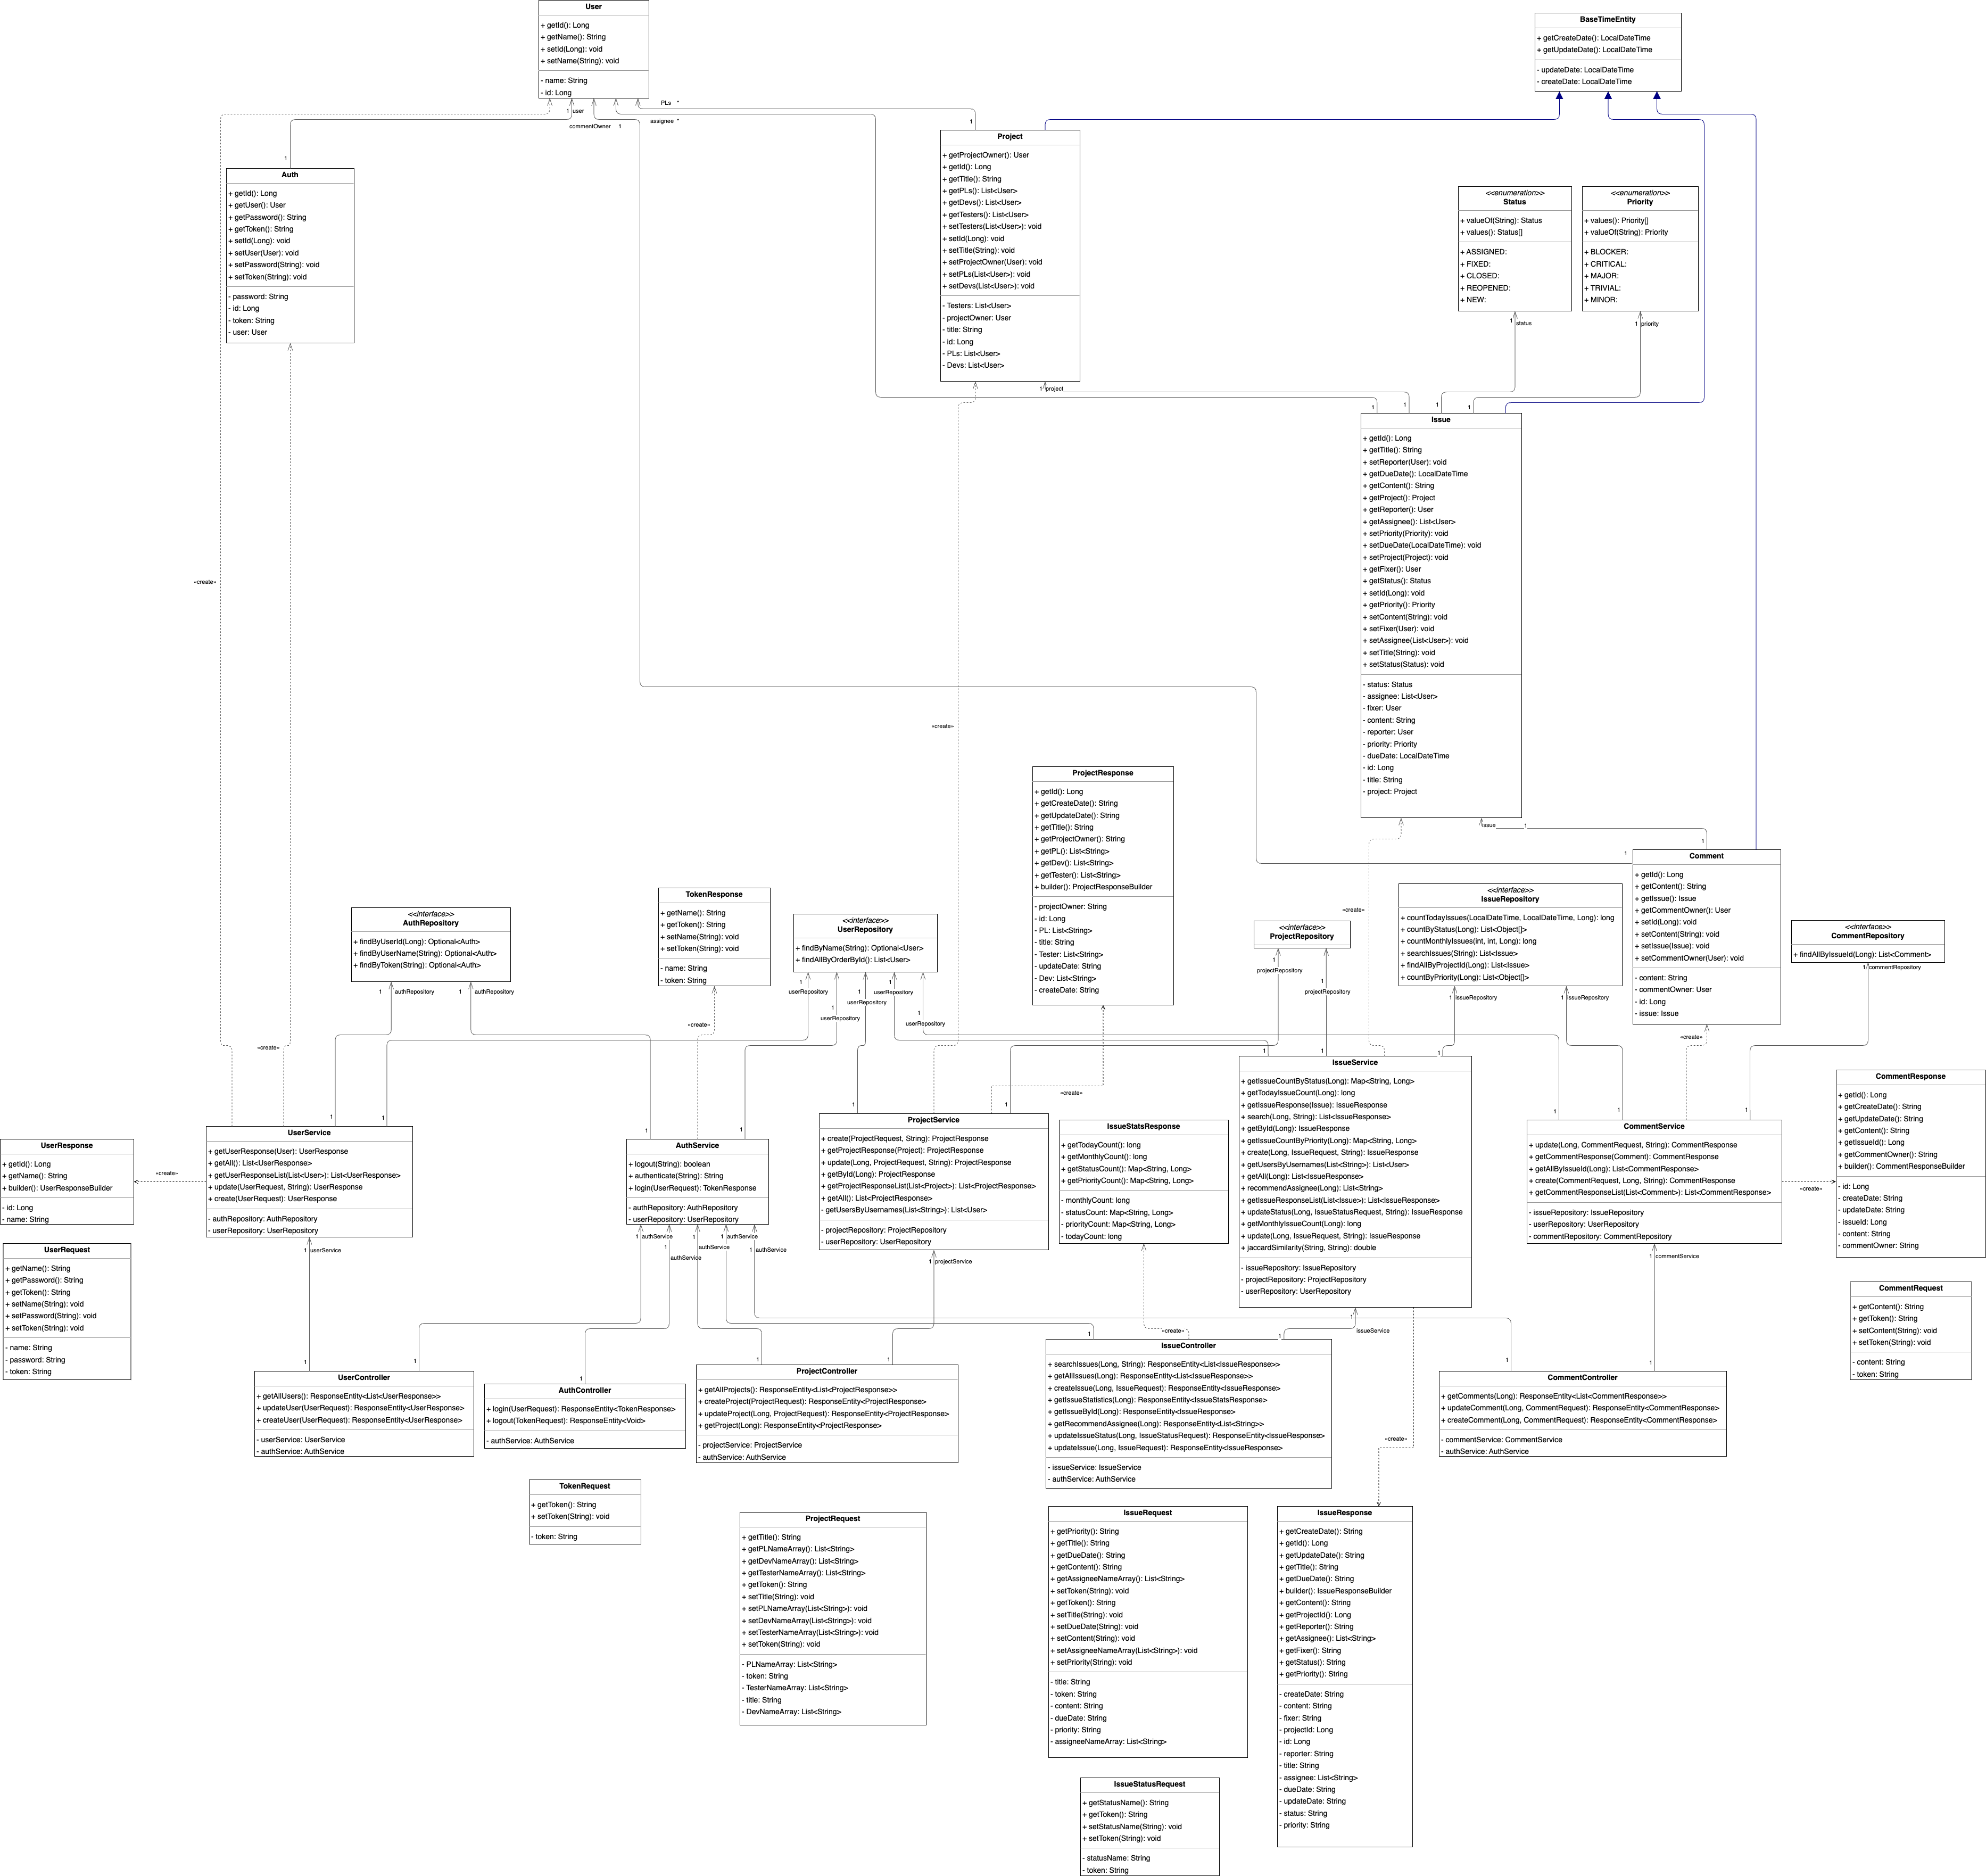 User
+ getId(): Long
+ getName(): String
+ setId(Long): void
+ setName(String): void
- name: String
- id: Long
BaseTimeEntity
+ getCreateDate(): LocalDateTime
+ getUpdateDate(): LocalDateTime
- updateDate: LocalDateTime
- createDate: LocalDateTime
PLs *
1 user
assignee *
commentOwner 1
1
1
Project
+ getProjectOwner(): User
+ getId(): Long
+ getTitle(): String
+ getPLs(): List<User>
+ getDevs(): List<User>
+ getTesters(): List<User>
+ setTesters(List<User>): void
+ setId(Long): void
+ setTitle(String): void
+ setProjectOwner(User): void
+ setPLs(List<User>): void
+ setDevs(List<User>): void
- Testers: List<User>
- projectOwner: User
- title: String
- id: Long
- PLs: List<User>
- Devs: List<User>
Auth
+ getId(): Long
+ getUser(): User
+ getPassword(): String
+ getToken(): String
+ setId(Long): void
+ setUser(User): void
+ setPassword(String): void
+ setToken(String): void
- password: String
- id: Long
- token: String
- user: User
<<enumeration>>
Status
+ valueOf(String): Status
+ values(): Status[]
+ ASSIGNED:
+ FIXED:
+ CLOSED:
+ REOPENED:
+ NEW:
<<enumeration>>
Priority
+ values(): Priority[]
+ valueOf(String): Priority
+ BLOCKER:
+ CRITICAL:
+ MAJOR:
+ TRIVIAL:
+ MINOR:
1 status
1 priority
1 project
1
1
1
1
Issue
+ getId(): Long
+ getTitle(): String
+ setReporter(User): void
+ getDueDate(): LocalDateTime
+ getContent(): String
+ getProject(): Project
+ getReporter(): User
+ getAssignee(): List<User>
+ setPriority(Priority): void
+ setDueDate(LocalDateTime): void
+ setProject(Project): void
+ getFixer(): User
+ getStatus(): Status
+ setId(Long): void
+ getPriority(): Priority
+ setContent(String): void
+ setFixer(User): void
+ setAssignee(List<User>): void
+ setTitle(String): void
+ setStatus(Status): void
- status: Status
- assignee: List<User>
- fixer: User
- content: String
- reporter: User
- priority: Priority
- dueDate: LocalDateTime
- id: Long
- title: String
- project: Project
«create»
«create»
ProjectResponse
+ getId(): Long
+ getCreateDate(): String
+ getUpdateDate(): String
+ getTitle(): String
+ getProjectOwner(): String
+ getPL(): List<String>
+ getDev(): List<String>
+ getTester(): List<String>
+ builder(): ProjectResponseBuilder
- projectOwner: String
- id: Long
- PL: List<String>
- title: String
- Tester: List<String>
- updateDate: String
- Dev: List<String>
- createDate: String
issue 1
1
1
Comment
+ getId(): Long
+ getContent(): String
+ getIssue(): Issue
+ getCommentOwner(): User
+ setId(Long): void
+ setContent(String): void
+ setIssue(Issue): void
+ setCommentOwner(User): void
- content: String
- commentOwner: User
- id: Long
- issue: Issue
TokenResponse
+ getName(): String
+ getToken(): String
+ setName(String): void
+ setToken(String): void
- name: String
- token: String
<<interface>>
AuthRepository
+ findByUserId(Long): Optional<Auth>
+ findByUserName(String): Optional<Auth>
+ findByToken(String): Optional<Auth>
<<interface>>
UserRepository
+ findByName(String): Optional<User>
+ findAllByOrderById(): List<User>
<<interface>>
ProjectRepository
«create»
<<interface>>
IssueRepository
+ countTodayIssues(LocalDateTime, LocalDateTime, Long): long
+ countByStatus(Long): List<Object[]>
+ countMonthlyIssues(int, int, Long): long
+ searchIssues(String): List<Issue>
+ findAllByProjectId(Long): List<Issue>
+ countByPriority(Long): List<Object[]>
<<interface>>
CommentRepository
+ findAllByIssueId(Long): List<Comment>
1 commentRepository
1 authRepository
1 authRepository
1
userRepository
1
userRepository
1
userRepository
1
userRepository
1
userRepository
1
projectRepository
1
projectRepository
1 issueRepository
1 issueRepository
«create»
«create»
«create»
«create»
1
1
1
1
1
1
1
1
1
1
1
1
UserResponse
+ getId(): Long
+ getName(): String
+ builder(): UserResponseBuilder
- id: Long
- name: String
«create»
UserService
+ getUserResponse(User): UserResponse
+ getAll(): List<UserResponse>
+ getUserResponseList(List<User>): List<UserResponse>
+ update(UserRequest, String): UserResponse
+ create(UserRequest): UserResponse
- authRepository: AuthRepository
- userRepository: UserRepository
AuthService
+ logout(String): boolean
+ authenticate(String): String
+ login(UserRequest): TokenResponse
- authRepository: AuthRepository
- userRepository: UserRepository
ProjectService
+ create(ProjectRequest, String): ProjectResponse
+ getProjectResponse(Project): ProjectResponse
+ update(Long, ProjectRequest, String): ProjectResponse
+ getById(Long): ProjectResponse
+ getProjectResponseList(List<Project>): List<ProjectResponse>
+ getAll(): List<ProjectResponse>
- getUsersByUsernames(List<String>): List<User>
- projectRepository: ProjectRepository
- userRepository: UserRepository
IssueStatsResponse
+ getTodayCount(): long
+ getMonthlyCount(): long
+ getStatusCount(): Map<String, Long>
+ getPriorityCount(): Map<String, Long>
- monthlyCount: long
- statusCount: Map<String, Long>
- priorityCount: Map<String, Long>
- todayCount: long
IssueService
+ getIssueCountByStatus(Long): Map<String, Long>
+ getTodayIssueCount(Long): long
+ getIssueResponse(Issue): IssueResponse
+ search(Long, String): List<IssueResponse>
+ getById(Long): IssueResponse
+ getIssueCountByPriority(Long): Map<String, Long>
+ create(Long, IssueRequest, String): IssueResponse
+ getUsersByUsernames(List<String>): List<User>
+ getAll(Long): List<IssueResponse>
+ recommendAssignee(Long): List<String>
+ getIssueResponseList(List<Issue>): List<IssueResponse>
+ updateStatus(Long, IssueStatusRequest, String): IssueResponse
+ getMonthlyIssueCount(Long): long
+ update(Long, IssueRequest, String): IssueResponse
+ jaccardSimilarity(String, String): double
- issueRepository: IssueRepository
- projectRepository: ProjectRepository
- userRepository: UserRepository
CommentService
+ update(Long, CommentRequest, String): CommentResponse
+ getCommentResponse(Comment): CommentResponse
+ getAllByIssueId(Long): List<CommentResponse>
+ create(CommentRequest, Long, String): CommentResponse
+ getCommentResponseList(List<Comment>): List<CommentResponse>
- issueRepository: IssueRepository
- userRepository: UserRepository
- commentRepository: CommentRepository
«create»
CommentResponse
+ getId(): Long
+ getCreateDate(): String
+ getUpdateDate(): String
+ getContent(): String
+ getIssueId(): Long
+ getCommentOwner(): String
+ builder(): CommentResponseBuilder
- id: Long
- createDate: String
- updateDate: String
- issueId: Long
- content: String
- commentOwner: String
UserRequest
+ getName(): String
+ getPassword(): String
+ getToken(): String
+ setName(String): void
+ setPassword(String): void
+ setToken(String): void
- name: String
- password: String
- token: String
1 userService
1 authService
1
authService
1
authService
1 authService
1 authService
1 projectService
1
issueService
1 commentService
«create»
CommentRequest
+ getContent(): String
+ getToken(): String
+ setContent(String): void
+ setToken(String): void
- content: String
- token: String
1
1
1
1
1
1
1
1
1
UserController
+ getAllUsers(): ResponseEntity<List<UserResponse>>
+ updateUser(UserRequest): ResponseEntity<UserResponse>
+ createUser(UserRequest): ResponseEntity<UserResponse>
- userService: UserService
- authService: AuthService
AuthController
+ login(UserRequest): ResponseEntity<TokenResponse>
+ logout(TokenRequest): ResponseEntity<Void>
- authService: AuthService
ProjectController
+ getAllProjects(): ResponseEntity<List<ProjectResponse>>
+ createProject(ProjectRequest): ResponseEntity<ProjectResponse>
+ updateProject(Long, ProjectRequest): ResponseEntity<ProjectResponse>
+ getProject(Long): ResponseEntity<ProjectResponse>
- projectService: ProjectService
- authService: AuthService
IssueController
+ searchIssues(Long, String): ResponseEntity<List<IssueResponse>>
+ getAllIssues(Long): ResponseEntity<List<IssueResponse>>
+ createIssue(Long, IssueRequest): ResponseEntity<IssueResponse>
+ getIssueStatistics(Long): ResponseEntity<IssueStatsResponse>
+ getIssueById(Long): ResponseEntity<IssueResponse>
+ getRecommendAssignee(Long): ResponseEntity<List<String>>
+ updateIssueStatus(Long, IssueStatusRequest): ResponseEntity<IssueResponse>
+ updateIssue(Long, IssueRequest): ResponseEntity<IssueResponse>
- issueService: IssueService
- authService: AuthService
«create»
CommentController
+ getComments(Long): ResponseEntity<List<CommentResponse>>
+ updateComment(Long, CommentRequest): ResponseEntity<CommentResponse>
+ createComment(Long, CommentRequest): ResponseEntity<CommentResponse>
- commentService: CommentService
- authService: AuthService
TokenRequest
+ getToken(): String
+ setToken(String): void
- token: String
ProjectRequest
+ getTitle(): String
+ getPLNameArray(): List<String>
+ getDevNameArray(): List<String>
+ getTesterNameArray(): List<String>
+ getToken(): String
+ setTitle(String): void
+ setPLNameArray(List<String>): void
+ setDevNameArray(List<String>): void
+ setTesterNameArray(List<String>): void
+ setToken(String): void
- PLNameArray: List<String>
- token: String
- TesterNameArray: List<String>
- title: String
- DevNameArray: List<String>
IssueRequest
+ getPriority(): String
+ getTitle(): String
+ getDueDate(): String
+ getContent(): String
+ getAssigneeNameArray(): List<String>
+ setToken(String): void
+ getToken(): String
+ setTitle(String): void
+ setDueDate(String): void
+ setContent(String): void
+ setAssigneeNameArray(List<String>): void
+ setPriority(String): void
- title: String
- token: String
- content: String
- dueDate: String
- priority: String
- assigneeNameArray: List<String>
IssueResponse
+ getCreateDate(): String
+ getId(): Long
+ getUpdateDate(): String
+ getTitle(): String
+ getDueDate(): String
+ builder(): IssueResponseBuilder
+ getContent(): String
+ getProjectId(): Long
+ getReporter(): String
+ getAssignee(): List<String>
+ getFixer(): String
+ getStatus(): String
+ getPriority(): String
- createDate: String
- content: String
- fixer: String
- projectId: Long
- id: Long
- reporter: String
- title: String
- assignee: List<String>
- dueDate: String
- updateDate: String
- status: String
- priority: String
IssueStatusRequest
+ getStatusName(): String
+ getToken(): String
+ setStatusName(String): void
+ setToken(String): void
- statusName: String
- token: String